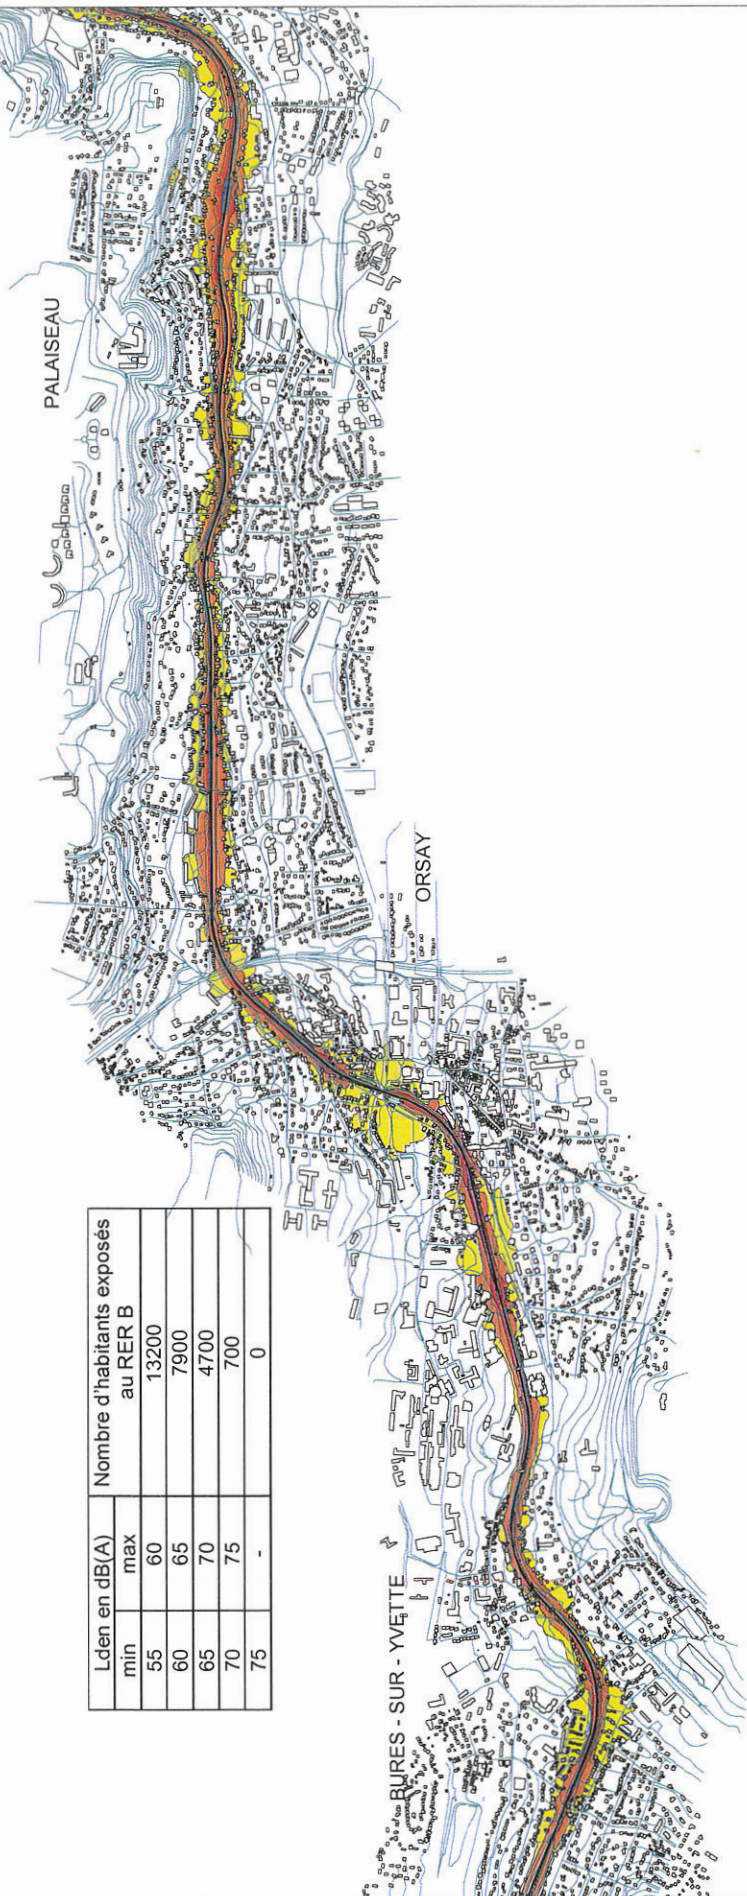 PALAISEAU
ORSAY
BURES - SUR - YVETTE
Lden en dB(A) Nombre d'habitants exposés au RER B
min max
55 60 13200
60 65 7900
65 70 4700
70 75 700
75 - 0